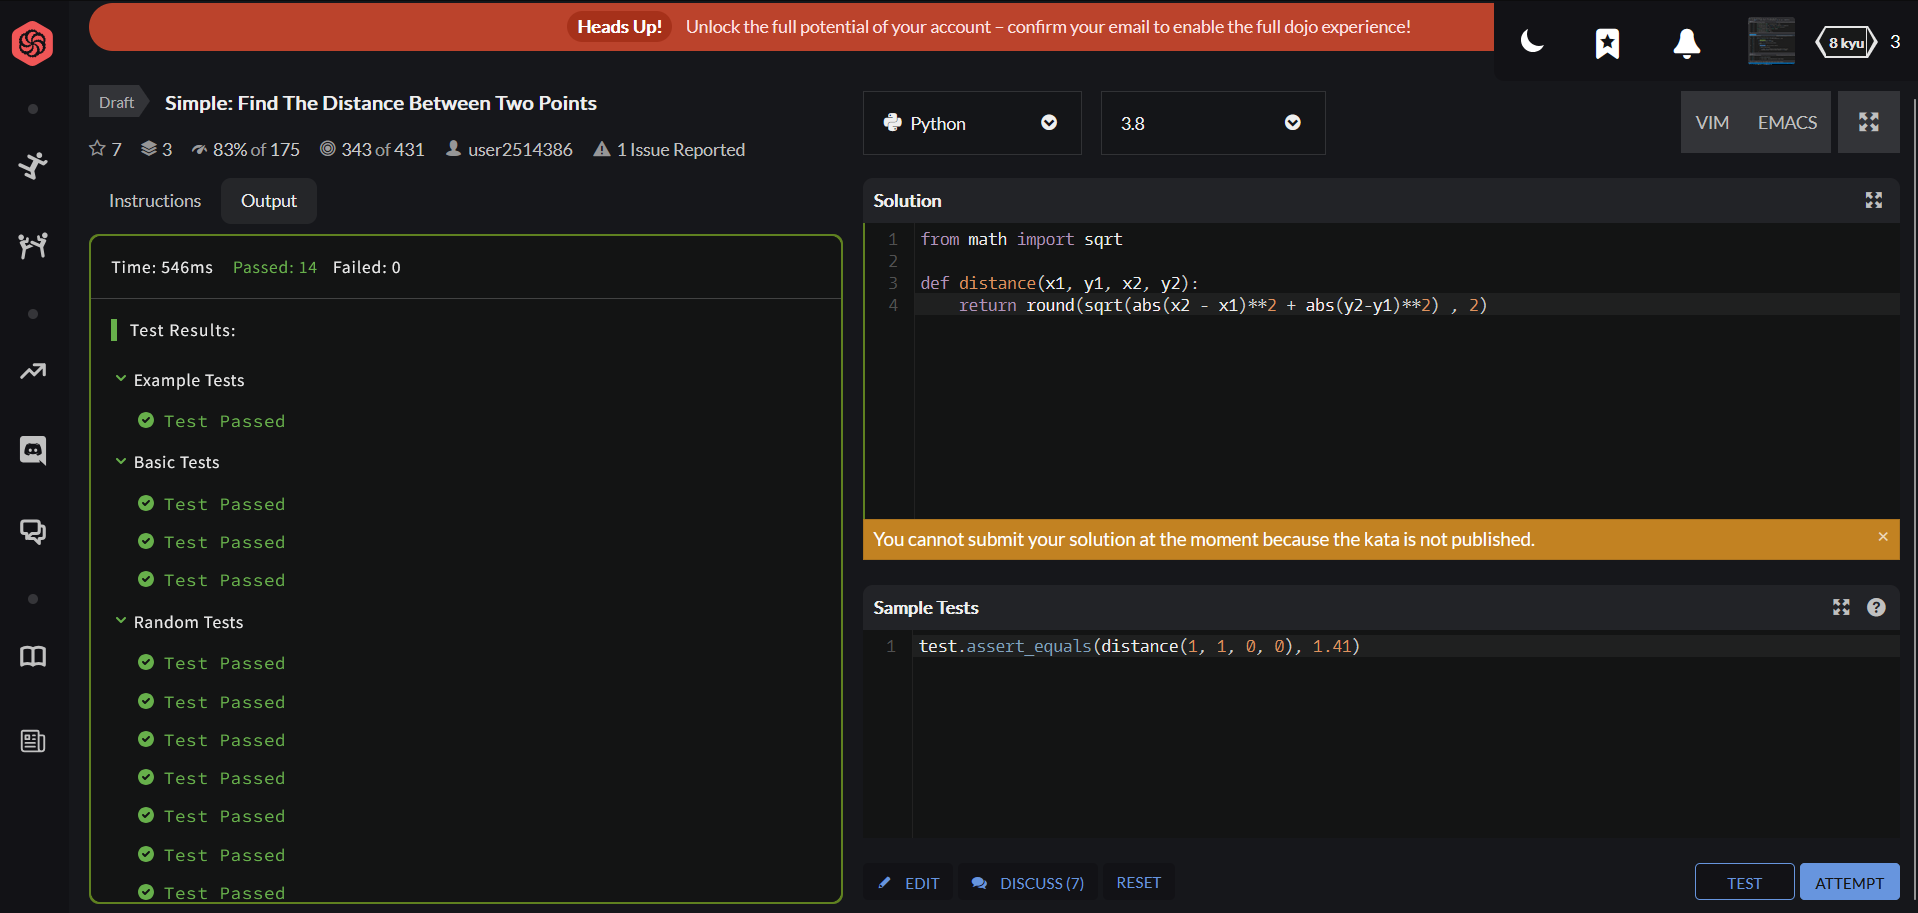 Heads Up! Unlock the full potential of your account – confirm your email to enable the full dojo experience!
8 kyu 3
Draft Simple: Find The Distance Between Two Points
7 3 83% of 175 343 of 431 user2514386 1 Issue Reported
Python 3.8 VIM EMACS
Instructions Output
Time: 546ms Passed: 14 Failed: 0
Test Results:
Example Tests
Test Passed
Basic Tests
Test Passed
Test Passed
Test Passed
Random Tests
Test Passed
Test Passed
Test Passed
Test Passed
Test Passed
Test Passed
Test Passed
Solution
1 from math import sqrt
2
3 def distance(x1, y1, x2, y2):
4 return round(sqrt(abs(x2 - x1)**2 + abs(y2-y1)**2) , 2)
You cannot submit your solution at the moment because the kata is not published. ×
Sample Tests ?
1 test.assert_equals(distance(1, 1, 0, 0), 1.41)
EDIT DISCUSS (7) RESET TEST ATTEMPT